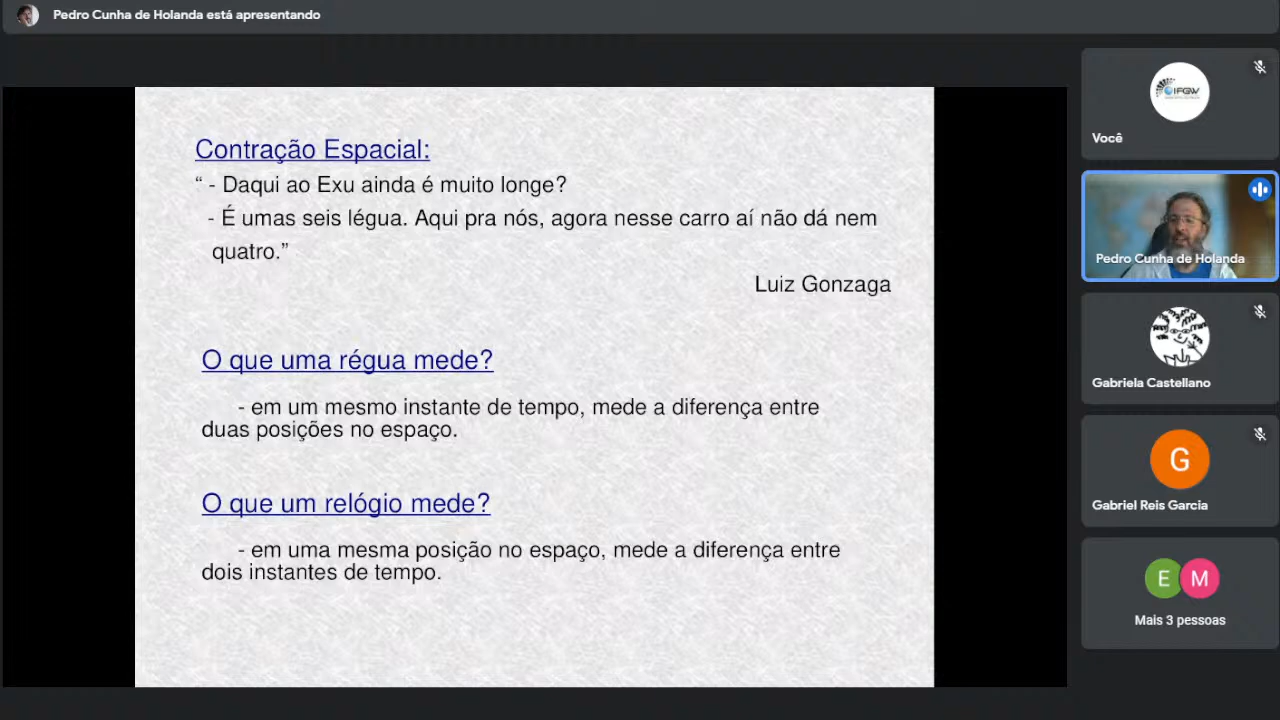 Pedro Cunha de Holanda está apresentando
Contração Espacial:
“ - Daqui ao Exu ainda é muito longe?
- É umas seis légua. Aqui pra nós, agora nesse carro aí não dá nem
quatro.”
Luiz Gonzaga
O que uma régua mede?
- em um mesmo instante de tempo, mede a diferença entre
duas posições no espaço.
O que um relógio mede?
- em uma mesma posição no espaço, mede a diferença entre
dois instantes de tempo.
IFGW
Você
Pedro Cunha de Holanda
Gabriela Castellano
G
Gabriel Reis Garcia
E M
Mais 3 pessoas